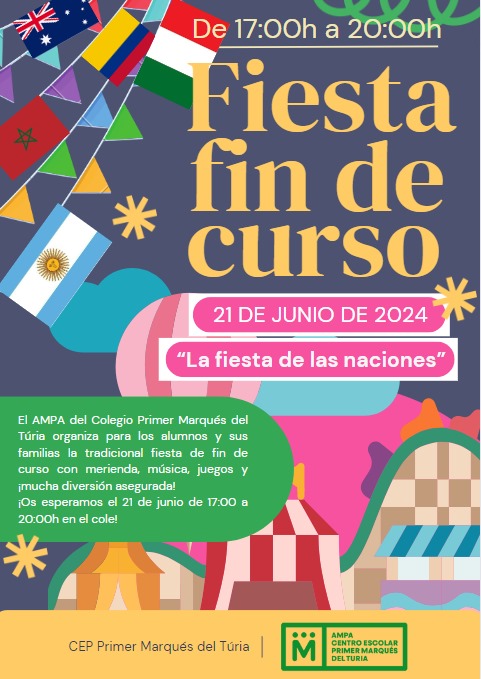 De 17:00h a 20:00h
Fiesta
fin de
curso
21 DE JUNIO DE 2024
“La fiesta de las naciones”
El AMPA del Colegio Primer Marqués del
Túria organiza para los alumnos y sus
familias la tradicional fiesta de fin de
curso con merienda, música, juegos y
¡mucha diversión asegurada!
¡Os esperamos el 21 de junio de 17:00 a
20:00h en el cole!
CEP Primer Marqués del Túria
M
AMPA
CENTRO ESCOLAR
PRIMER MARQUÉS
DEL TURIA